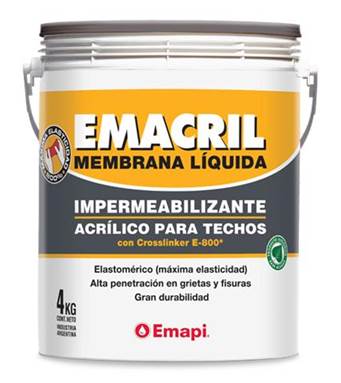 EMACRIL
MEMBRANA LÍQUIDA
IMPERMEABILIZANTE
ACRÍLICO PARA TECHOS
con Crosslinker E-800*
Elastomérico (máxima elasticidad)
Alta penetración en grietas y fisuras
Gran durabilidad
4KG
CONT. NETO
INDUSTRIA
ARGENTINA
Emapi.